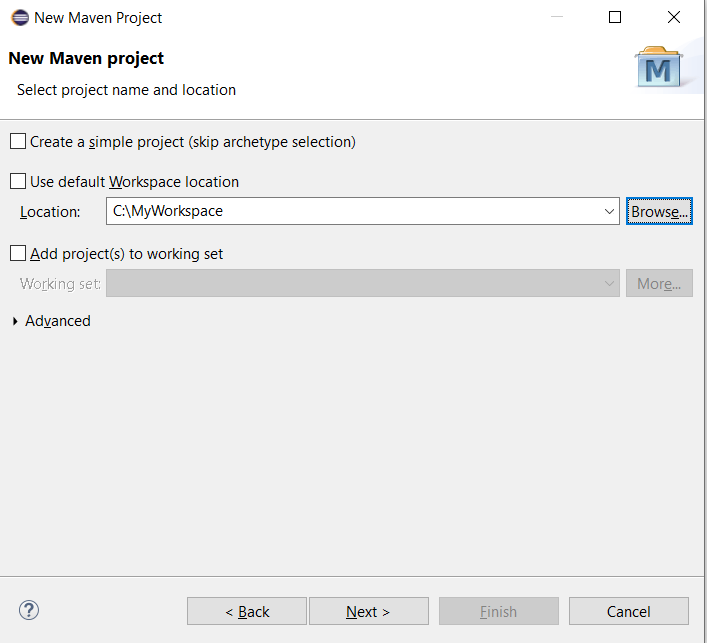 New Maven Project
New Maven project
Select project name and location
M
Create a simple project (skip archetype selection)
Use default Workspace location
Location: C:\MyWorkspace Browse...
Add project(s) to working set
Working set: More...
Advanced
? < Back Next > Finish Cancel